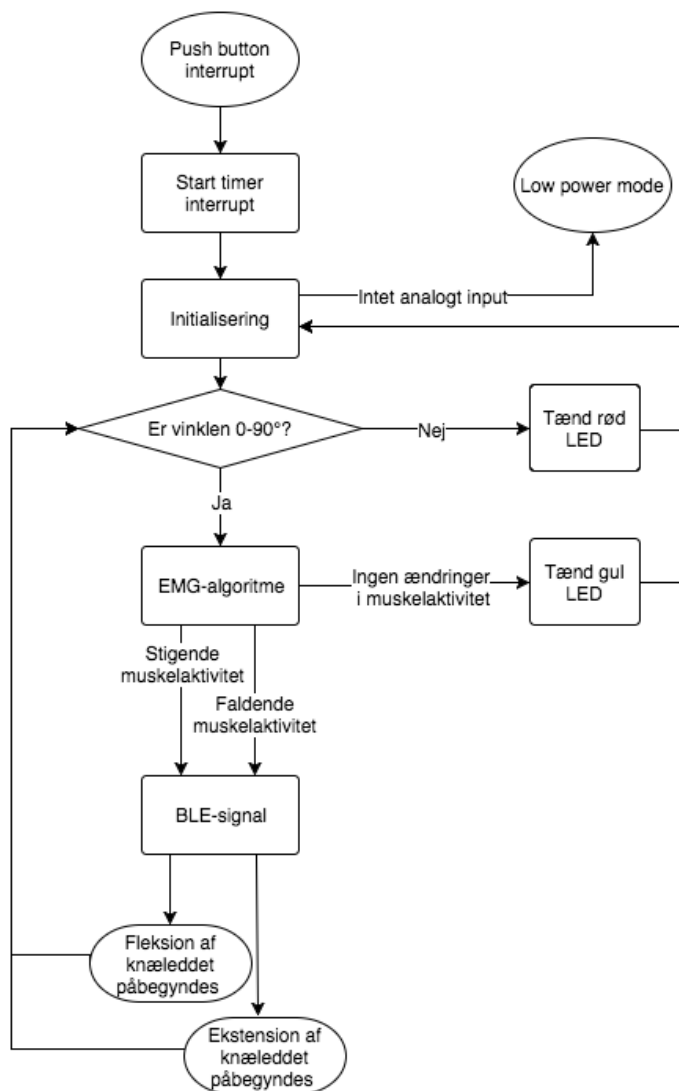 Push button
interrupt
Start timer
interrupt
Low power mode
Initialisering
Intet analogt input
Er vinklen 0-90°?
Nej
Tænd rød
LED
Ja
EMG-algoritme
Ingen ændringer
i muskelaktivitet
Tænd gul
LED
Stigende
muskelaktivitet
Faldende
muskelaktivitet
BLE-signal
Fleksion af
knæleddet
påbegyndes
Ekstension af
knæleddet
påbegyndes